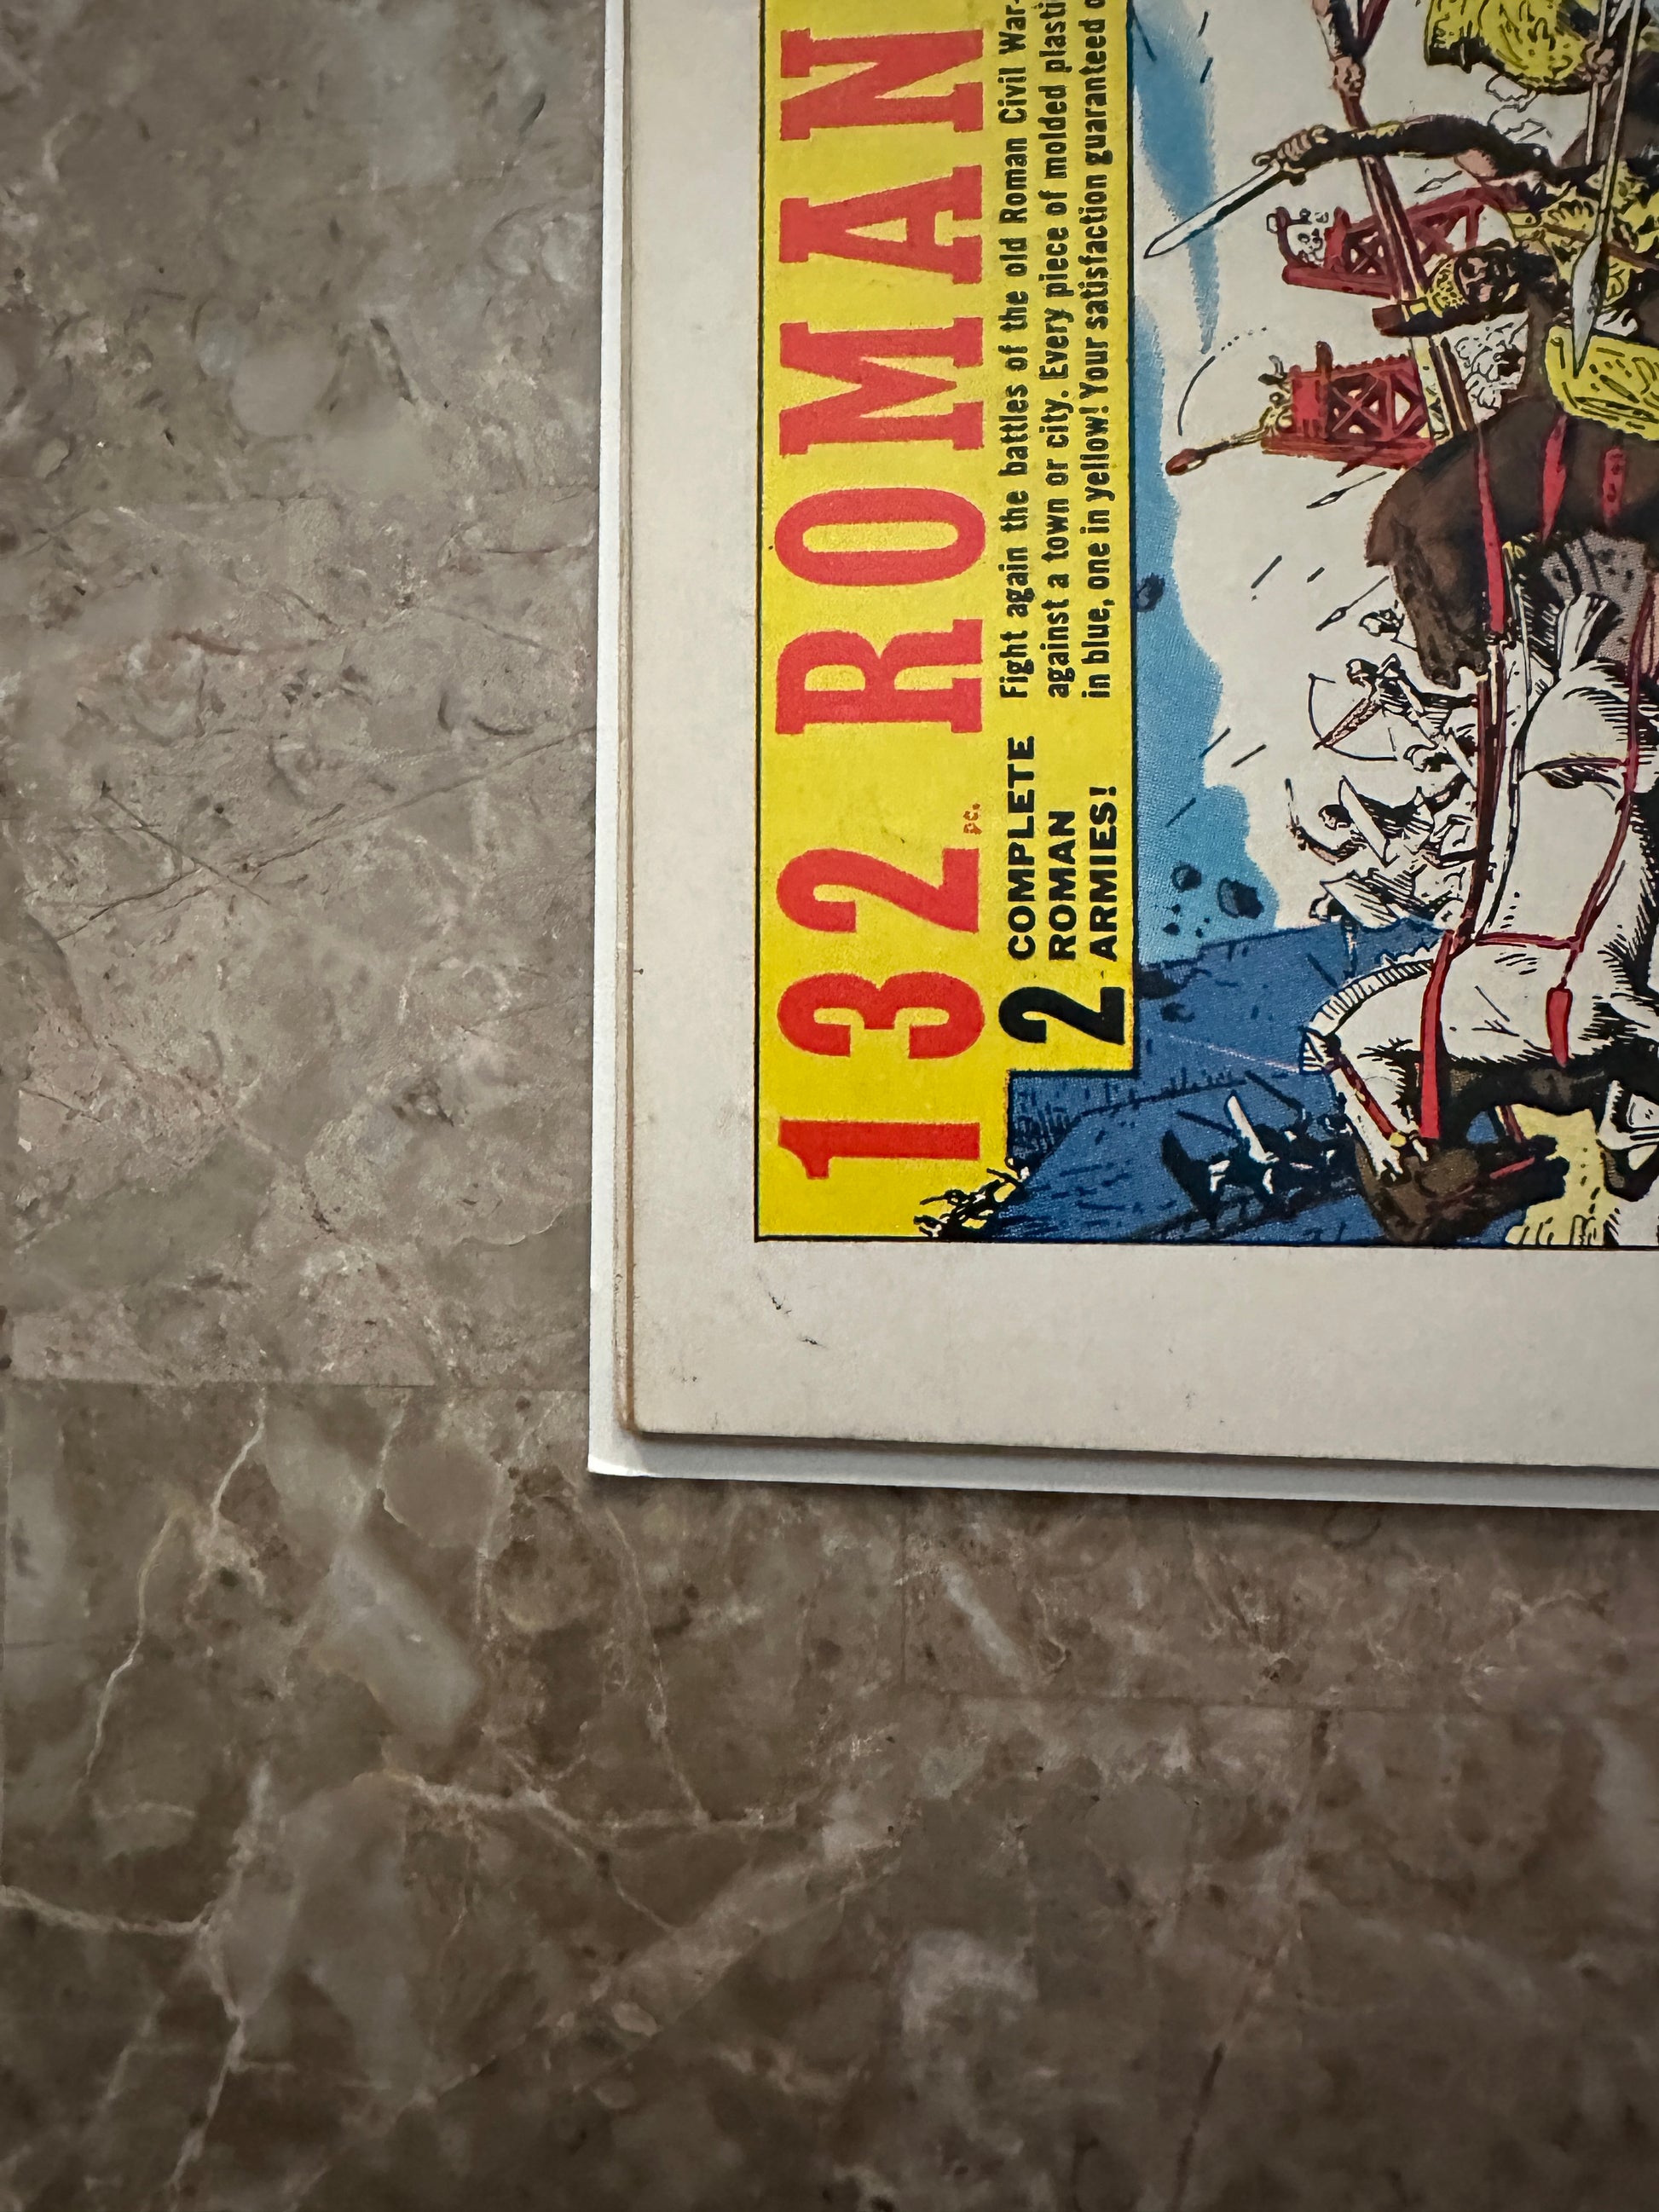 132 pc. ROMAN
2 COMPLETE ROMAN ARMIES!
Fight again the battles of the old Roman Civil War-
against a town or city. Every piece of molded plasti
in blue, one in yellow! Your satisfaction guaranteed o